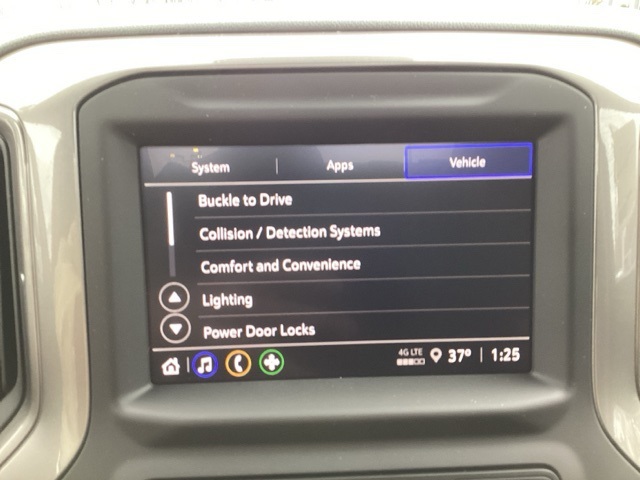 System Apps Vehicle
Buckle to Drive
Collision / Detection Systems
Comfort and Convenience
Lighting
Power Door Locks
4G LTE 37° 1:25